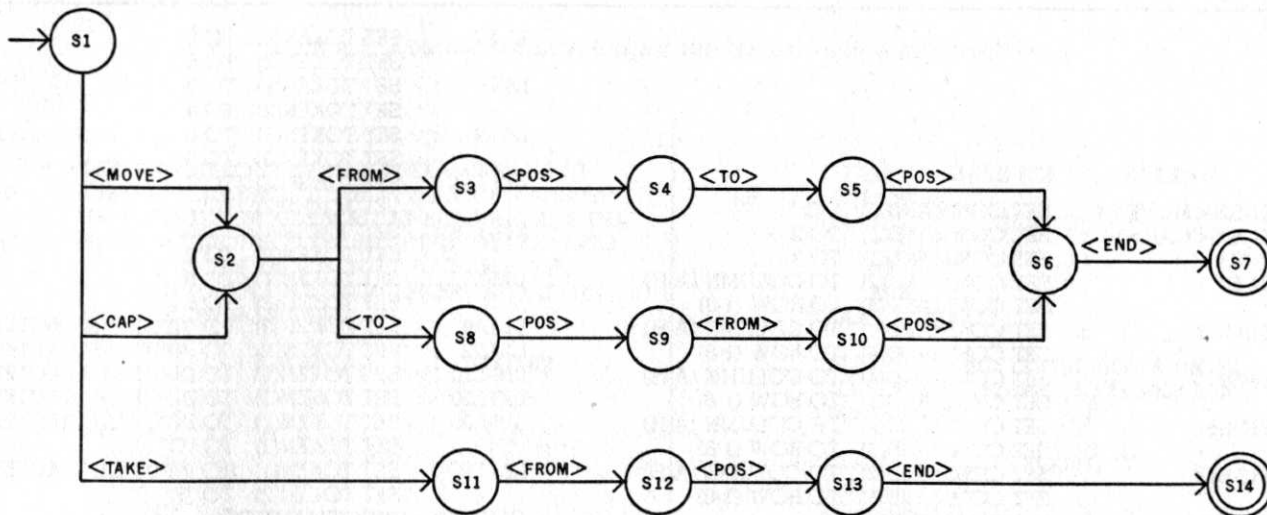 S1
<MOVE>
<FROM>
S3
<POS>
S4
<TO>
S5
<POS>
S2
S6
<END>
S7
<CAP>
<TO>
S8
<POS>
S9
<FROM>
S10
<POS>
<TAKE>
S11
<FROM>
S12
<POS>
S13
<END>
S14